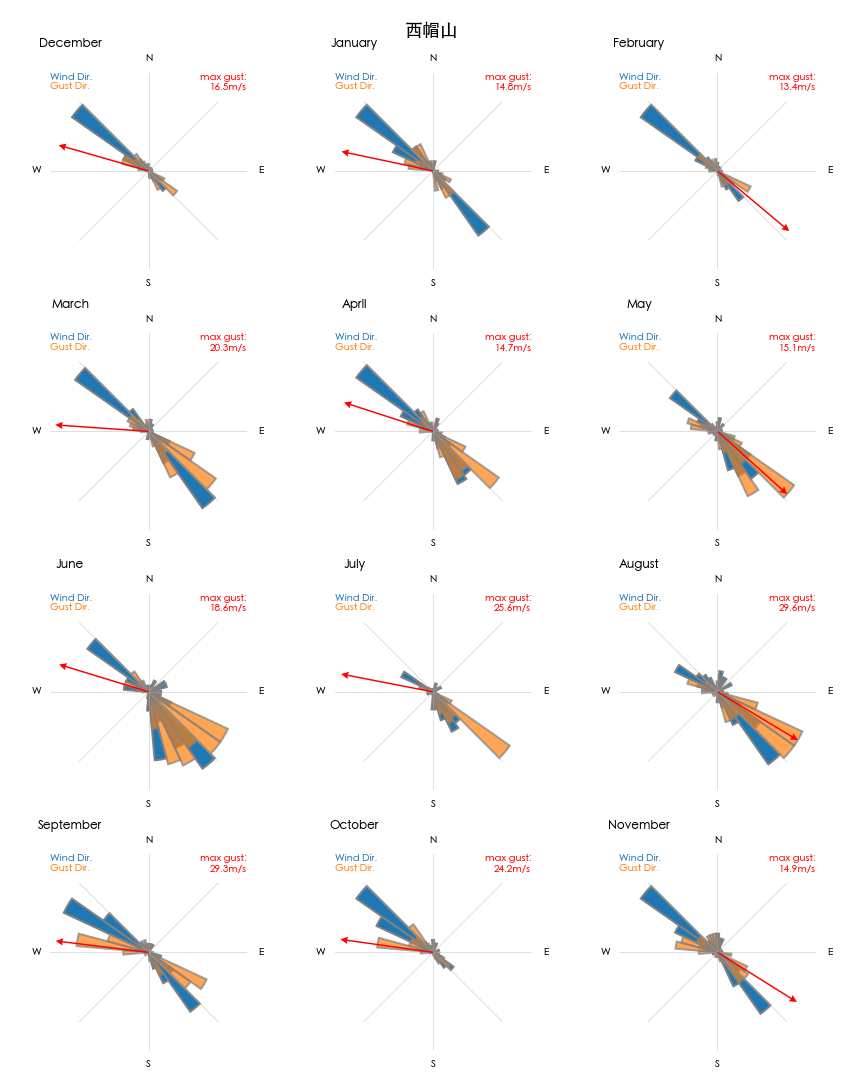 西帽山
December
N
Wind Dir.
Gust Dir.
max gust:
16.5m/s
W
E
S
January
N
Wind Dir.
Gust Dir.
max gust:
14.8m/s
W
E
S
February
N
Wind Dir.
Gust Dir.
max gust:
13.4m/s
W
E
S
March
N
Wind Dir.
Gust Dir.
max gust:
20.3m/s
W
E
S
April
N
Wind Dir.
Gust Dir.
max gust:
14.7m/s
W
E
S
May
N
Wind Dir.
Gust Dir.
max gust:
15.1m/s
W
E
S
June
N
Wind Dir.
Gust Dir.
max gust:
18.6m/s
W
E
S
July
N
Wind Dir.
Gust Dir.
max gust:
25.6m/s
W
E
S
August
N
Wind Dir.
Gust Dir.
max gust:
29.6m/s
W
E
S
September
N
Wind Dir.
Gust Dir.
max gust:
29.3m/s
W
E
S
October
N
Wind Dir.
Gust Dir.
max gust:
24.2m/s
W
E
S
November
N
Wind Dir.
Gust Dir.
max gust:
14.9m/s
W
E
S